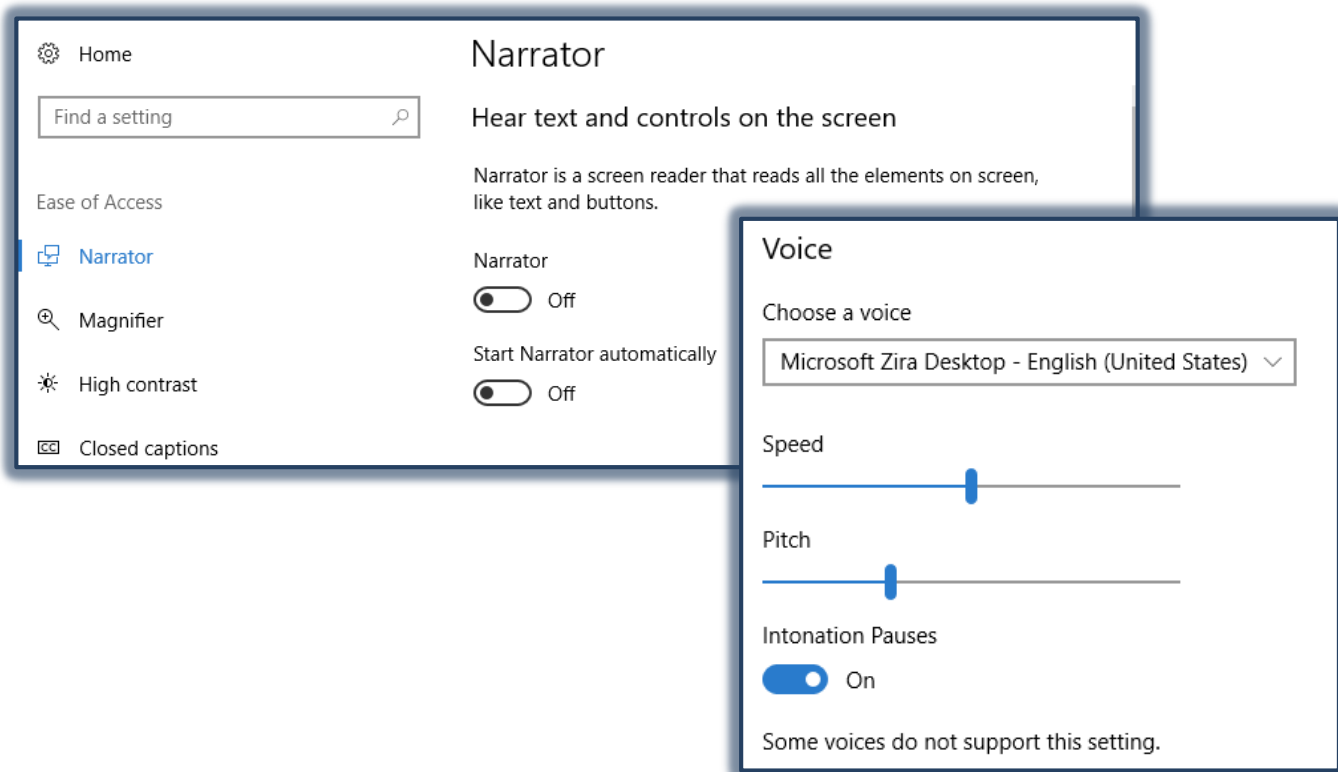 Home
Find a setting
Ease of Access
Narrator
Magnifier
High contrast
CC Closed captions
Narrator
Hear text and controls on the screen
Narrator is a screen reader that reads all the elements on screen,
like text and buttons.
Narrator
Off
Start Narrator automatically
Off
Voice
Choose a voice
Microsoft Zira Desktop - English (United States)
Speed
Pitch
Intonation Pauses
On
Some voices do not support this setting.